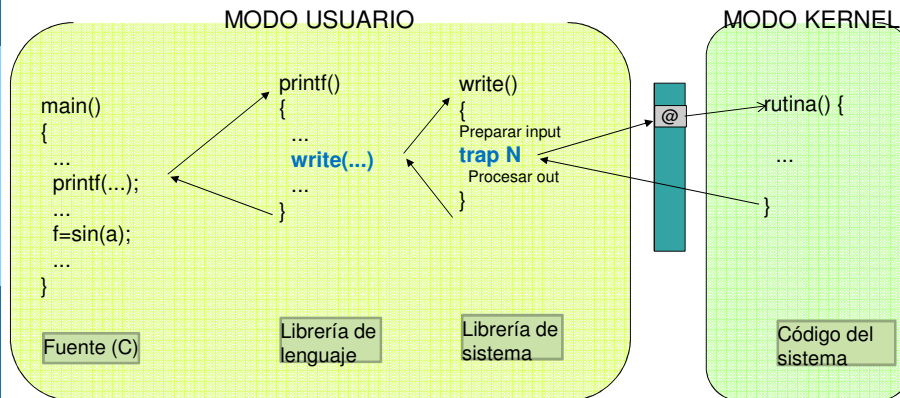 MODO USUARIO
MODO KERNEL
main()
{
...
printf(...);
...
f=sin(a);
...
}
Fuente (C)
printf()
{
...
write(...)
...
}
Librería de
lenguaje
write()
{
Preparar input
trap N
Procesar out
}
Librería de
sistema
@
rutina() {
...
}
Código del
sistema